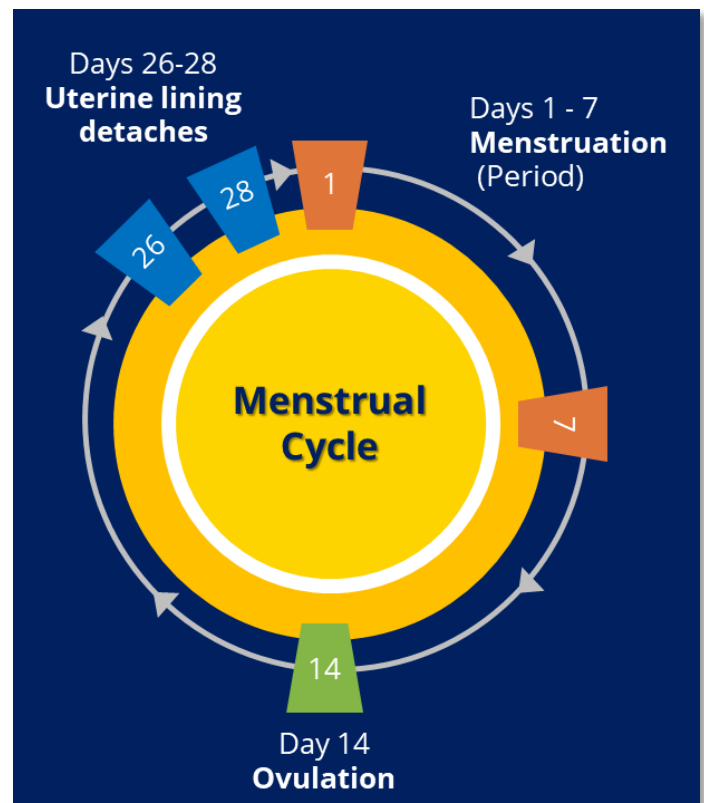 Days 26-28
Uterine lining
detaches
Days 1 - 7
Menstruation
(Period)
28
1
26
Menstrual
Cycle
7
14
Day 14
Ovulation